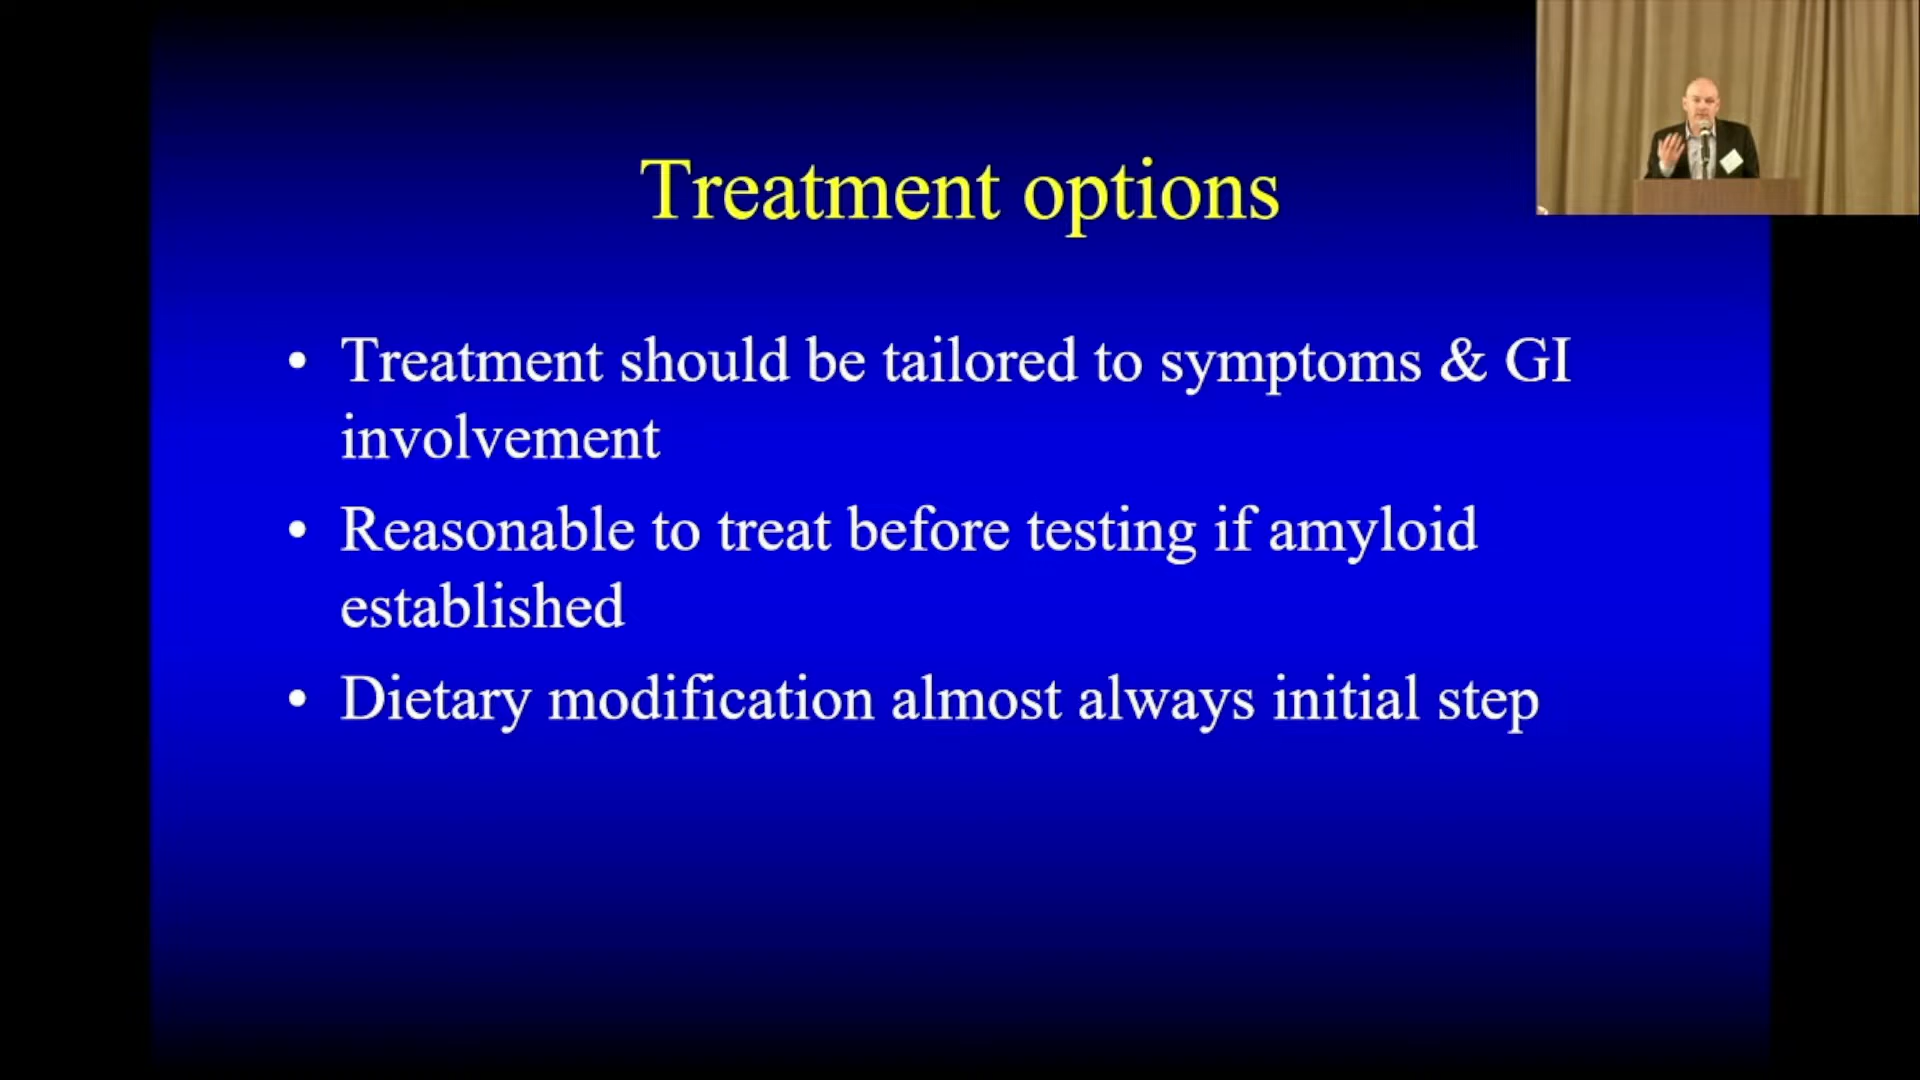 Treatment options
• Treatment should be tailored to symptoms & GI
involvement
• Reasonable to treat before testing if amyloid
established
• Dietary modification almost always initial step